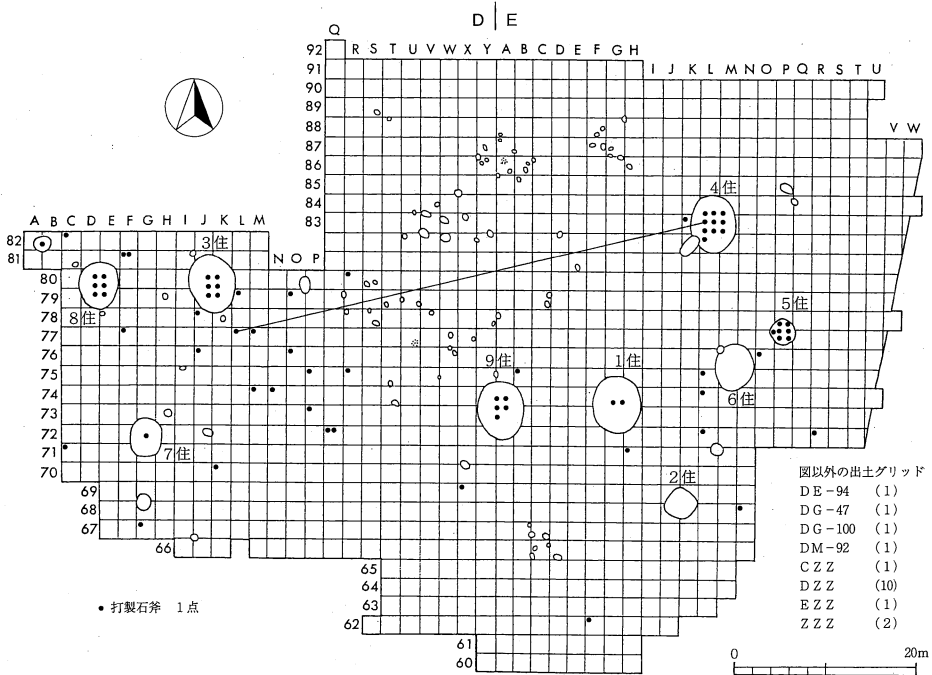 D E
Q
92 R S T U V W X Y A B C D E F G H
91 I J K L M N O P Q R S T U
90
89
88 V W
87
86
85
84 4住
83
A B C D E F G H I J K L M
82 3住
81 N O P
80
79 5住
78 8住
77
76 9住 1住
75
74 6住
73
72
71 7住
70 2住
69
68
67
66
65
64
63
62
61
60
図以外の出土グリッド
DE-94 (1)
DG-47 (1)
DG-100 (1)
DM-92 (1)
CZZ (1)
DZZ (10)
EZZ (1)
ZZZ (2)
• 打製石斧 1点
0 20m